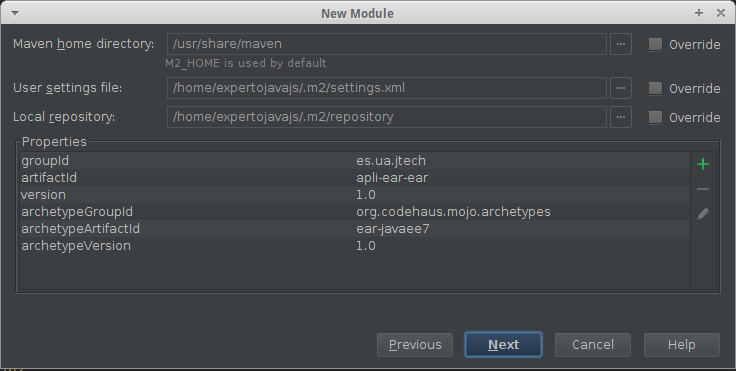 New Module
Maven home directory: /usr/share/maven ... Override
M2_HOME is used by default
User settings file: /home/expertojavajs/.m2/settings.xml ... Override
Local repository: /home/expertojavajs/.m2/repository ... Override
Properties
groupId es.ua.jtech
artifactId apli-ear-ear
version 1.0
archetypeGroupId org.codehaus.mojo.archetypes
archetypeArtifactId ear-javaee7
archetypeVersion 1.0
Previous Next Cancel Help